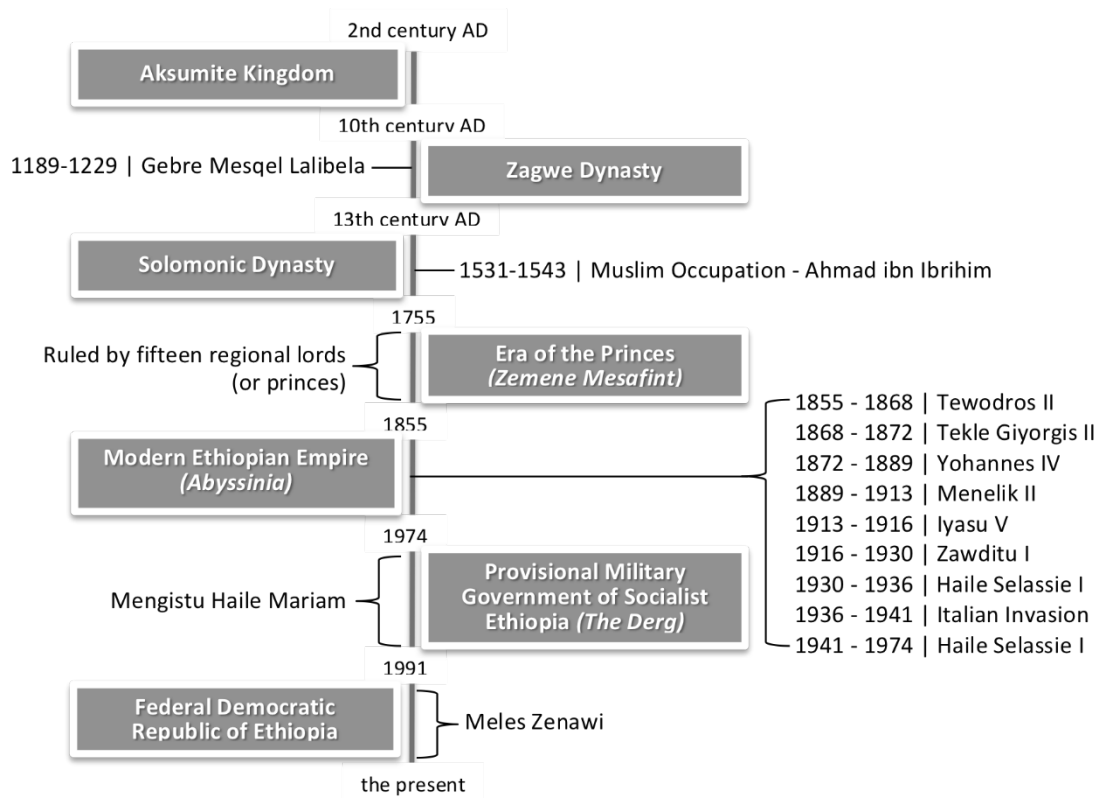 2nd century AD
Aksumite Kingdom
10th century AD
1189-1229 | Gebre Mesqel Lalibela
Zagwe Dynasty
13th century AD
Solomonic Dynasty
1531-1543 | Muslim Occupation - Ahmad ibn Ibrihim
1755
Ruled by fifteen regional lords
(or princes)
Era of the Princes
(Zemene Mesafint)
1855
Modern Ethiopian Empire
(Abyssinia)
1855 - 1868 | Tewodros II
1868 - 1872 | Tekle Giyorgis II
1872 - 1889 | Yohannes IV
1889 - 1913 | Menelik II
1913 - 1916 | Iyasu V
1916 - 1930 | Zawditu I
1930 - 1936 | Haile Selassie I
1936 - 1941 | Italian Invasion
1941 - 1974 | Haile Selassie I
1974
Mengistu Haile Mariam
Provisional Military
Government of Socialist
Ethiopia (The Derg)
1991
Federal Democratic
Republic of Ethiopia
Meles Zenawi
the present